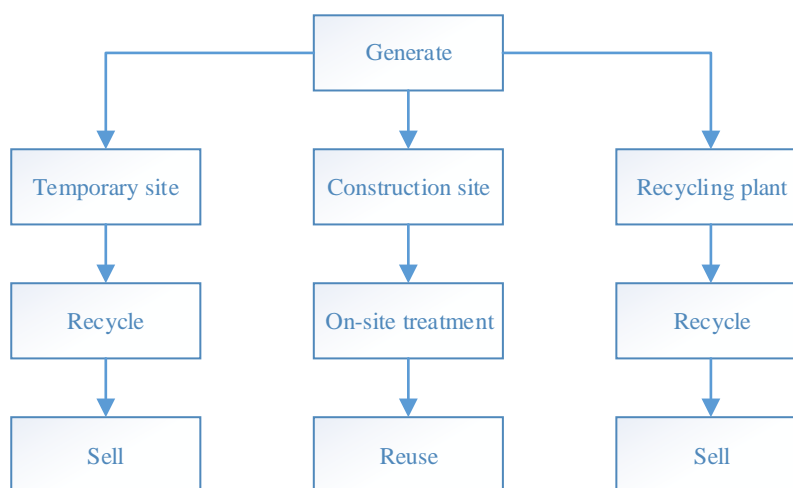 Generate
Temporary site
Construction site
Recycling plant
Recycle
On-site treatment
Recycle
Sell
Reuse
Sell